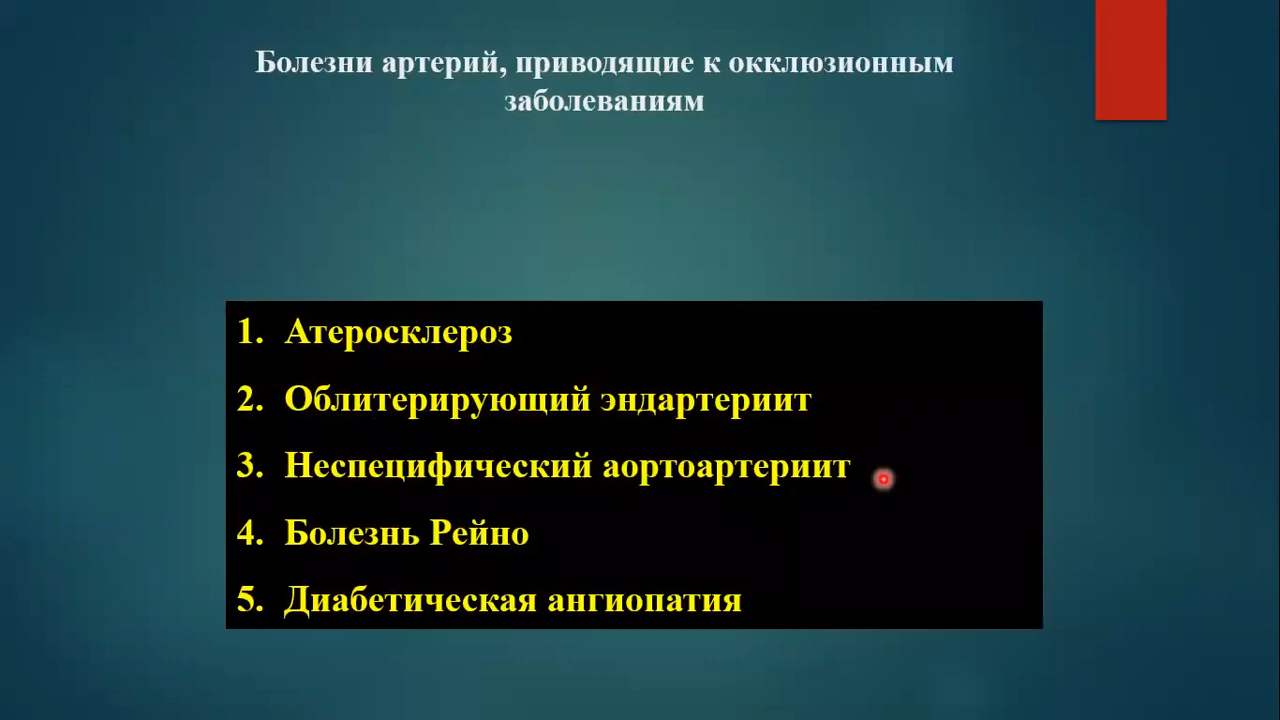 Болезни артерий, приводящие к окклюзионным
заболеваниям
1. Атеросклероз
2. Облитерирующий эндартериит
3. Неспецифический аортоартериит
4. Болезнь Рейно
5. Диабетическая ангиопатия